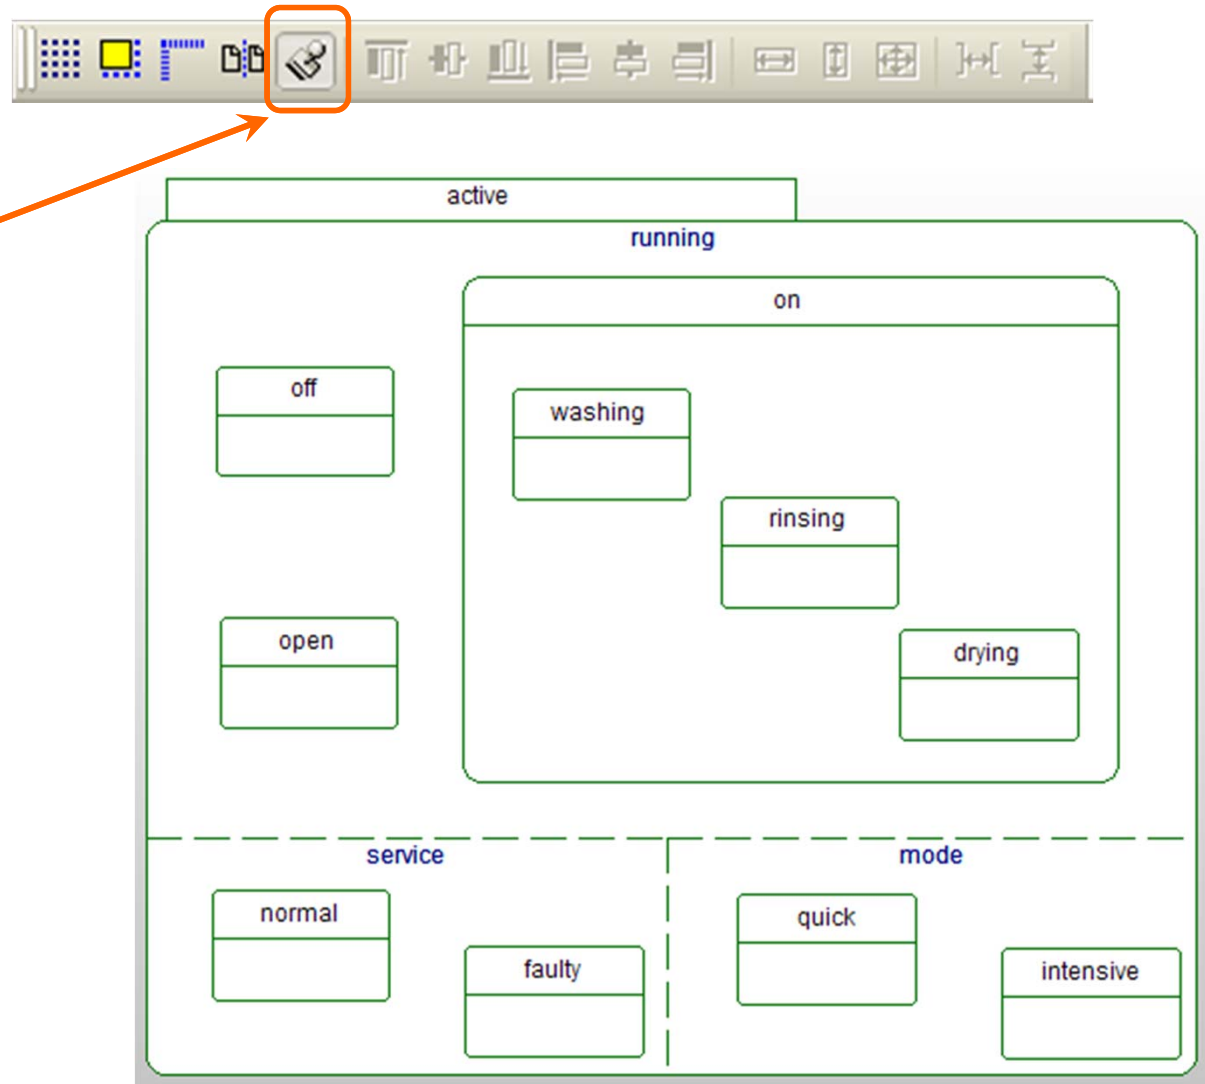 active
running
on
off
washing
rinsing
open
drying
service
mode
normal
quick
faulty
intensive